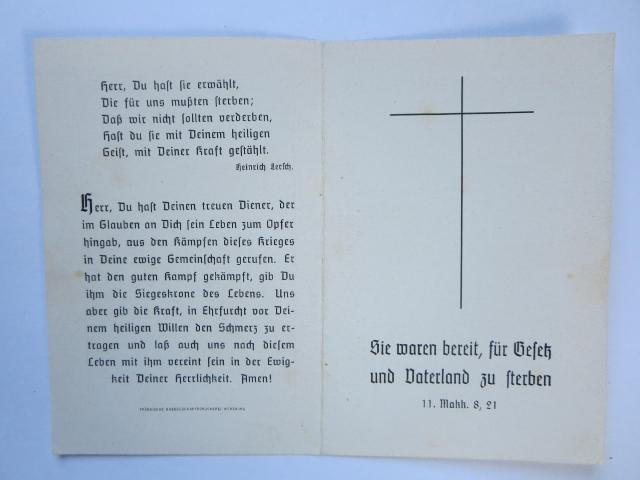 Herr, Du hast sie erwählt,
Die für uns mußten sterben;
Daß wir nicht sollten verderben,
Hast du sie mit Deinem heiligen
Geist, mit Deiner Kraft gestählt.
Heinrich Lersch.
Herr, Du hast Deinen treuen Diener, der
im Glauben an Dich sein Leben zum Opfer
hingab, aus den Kämpfen dieses Krieges
in Deine ewige Gemeinschaft gerufen. Er
hat den guten Kampf gekämpft, gib Du
ihm die Siegeskrone des Lebens. Uns
aber gib die Kraft, in Ehrfurcht vor Dei-
nem heiligen Willen den Schmerz zu er-
tragen und laß auch uns nach diesem
Leben mit ihm vereint sein in der Ewig-
keit Deiner Herrlichkeit. Amen!
FRÄNKISCHE
Sie waren bereit, für Gesetz
und Vaterland zu sterben
11. Makk. 8, 21